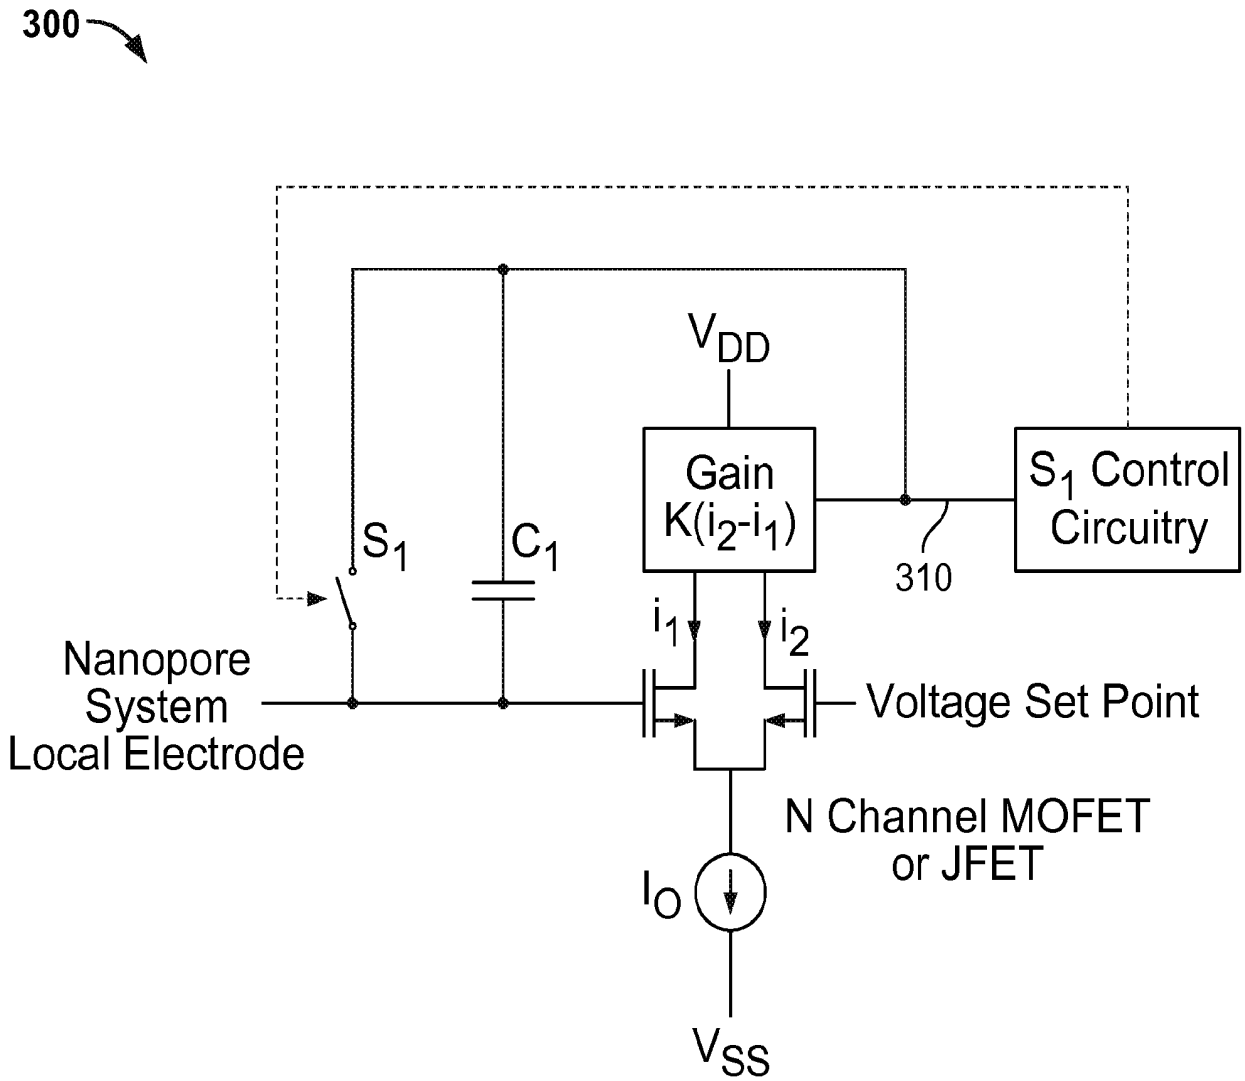 300
V_DD
Gain
K(i_2-i_1)
S_1 Control
Circuitry
310
S_1
C_1
i_1
i_2
Nanopore
System
Local Electrode
Voltage Set Point
N Channel MOFET
or JFET
I_O
V_SS